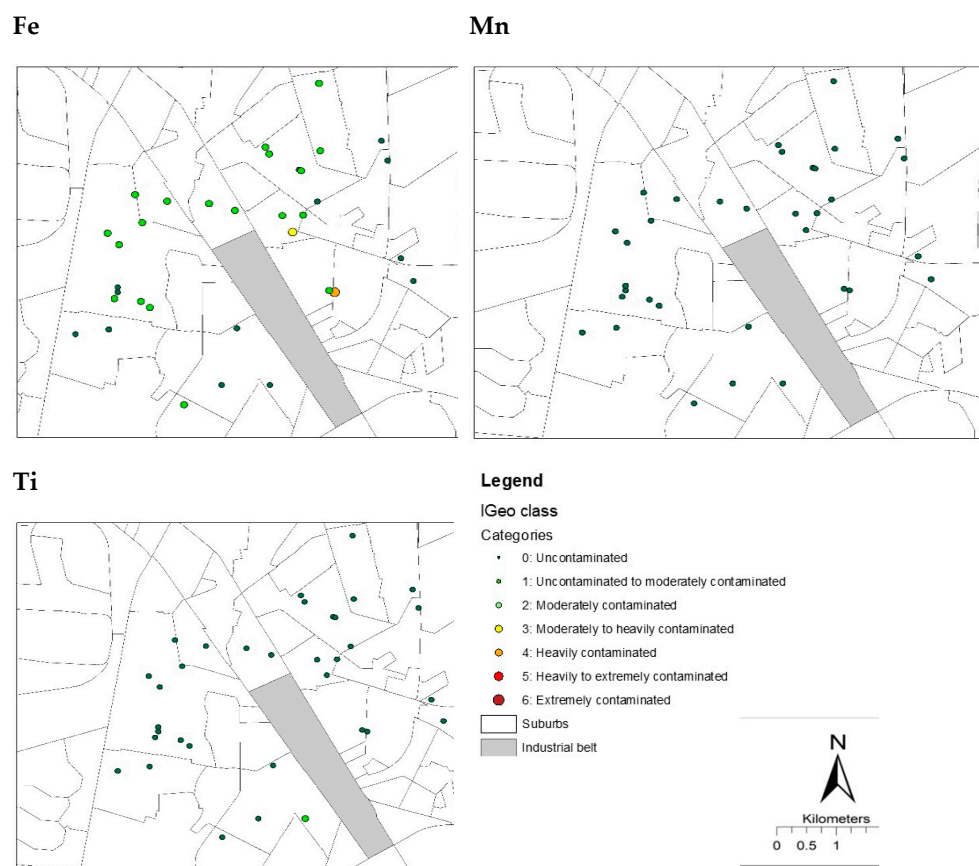 Fe
Mn
Ti
Legend
IGeo class
Categories
0: Uncontaminated
1: Uncontaminated to moderately contaminated
2: Moderately contaminated
3: Moderately to heavily contaminated
4: Heavily contaminated
5: Heavily to extremely contaminated
6: Extremely contaminated
Suburbs
Industrial belt
N
Kilometers
0 0.5 1